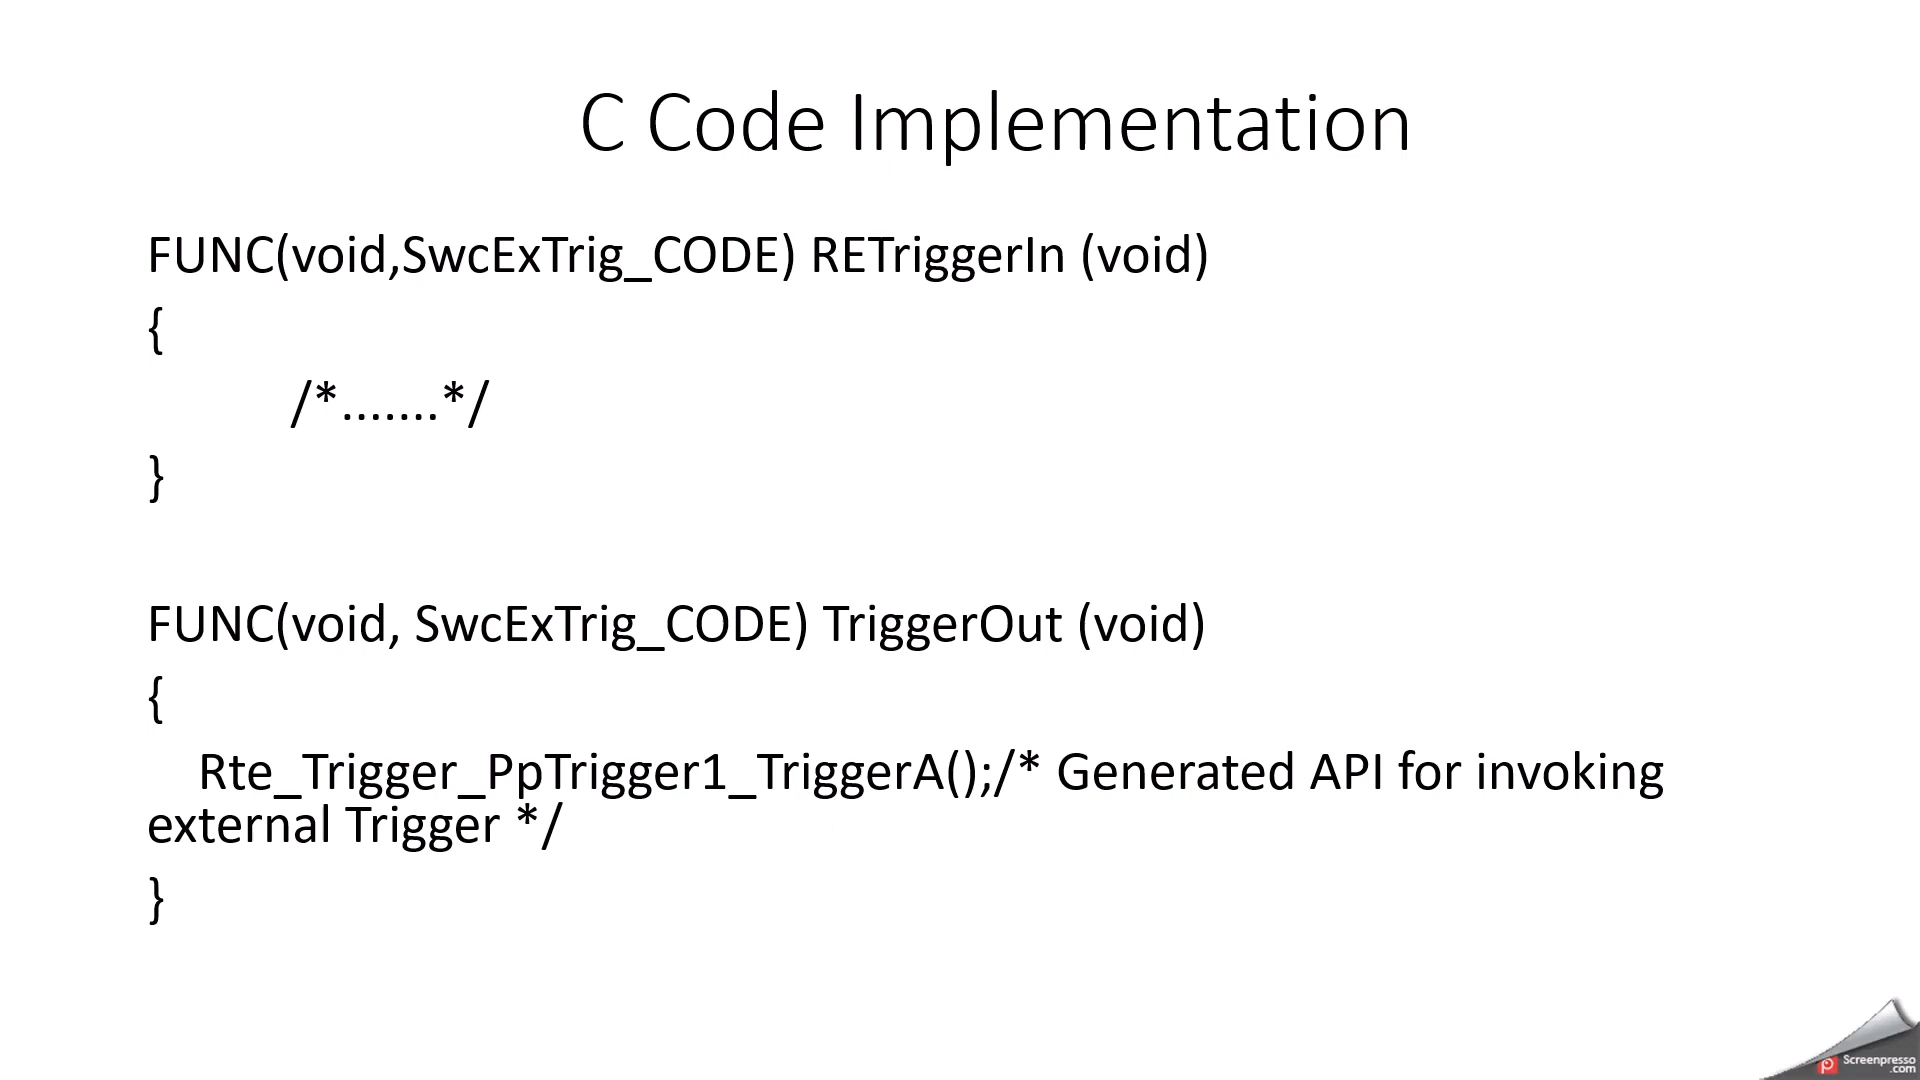 C Code Implementation
FUNC(void,SwcExTrig_CODE) RETriggerIn (void)
{
/*.......*/
}
FUNC(void, SwcExTrig_CODE) TriggerOut (void)
{
Rte_Trigger_PpTrigger1_TriggerA();/* Generated API for invoking
external Trigger */
}
Screenpresso
.com